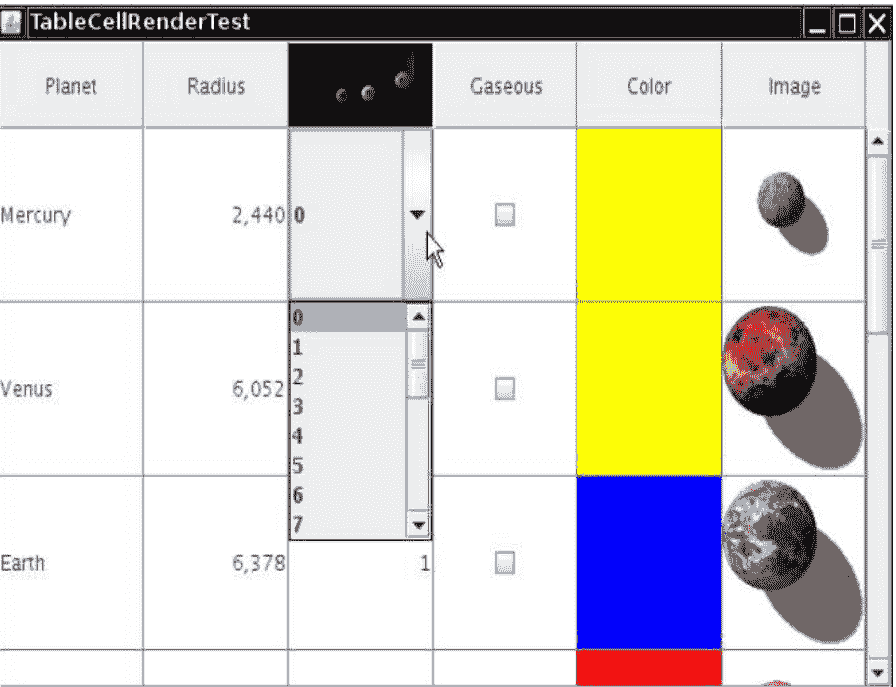 TableCellRenderTest
Planet Radius Gaseous Color Image
Mercury 2,440 0
0
1
2
Venus 6,052
3
4
5
6
7
Earth 6,378 1